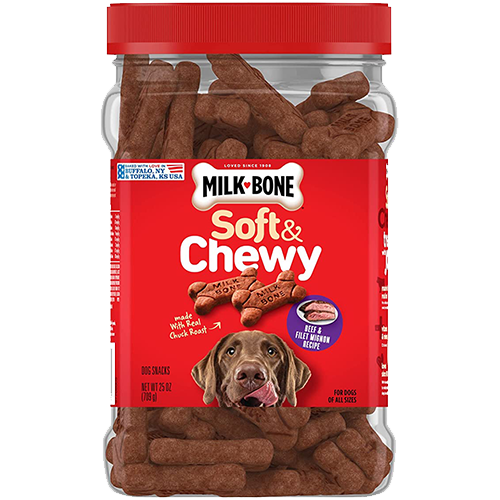 LOVED SINCE 1908
MILK-BONE
BAKED WITH LOVE IN
BUFFALO, NY
& TOPEKA, KS USA
Soft &
Chewy
MILK
BONE
MILK
BONE
made
With Real
Chuck Roast
BEEF &
FILET MIGNON
RECIPE
DOG SNACKS
NET WT 25 OZ
(709g)
FOR DOGS
OF ALL SIZES